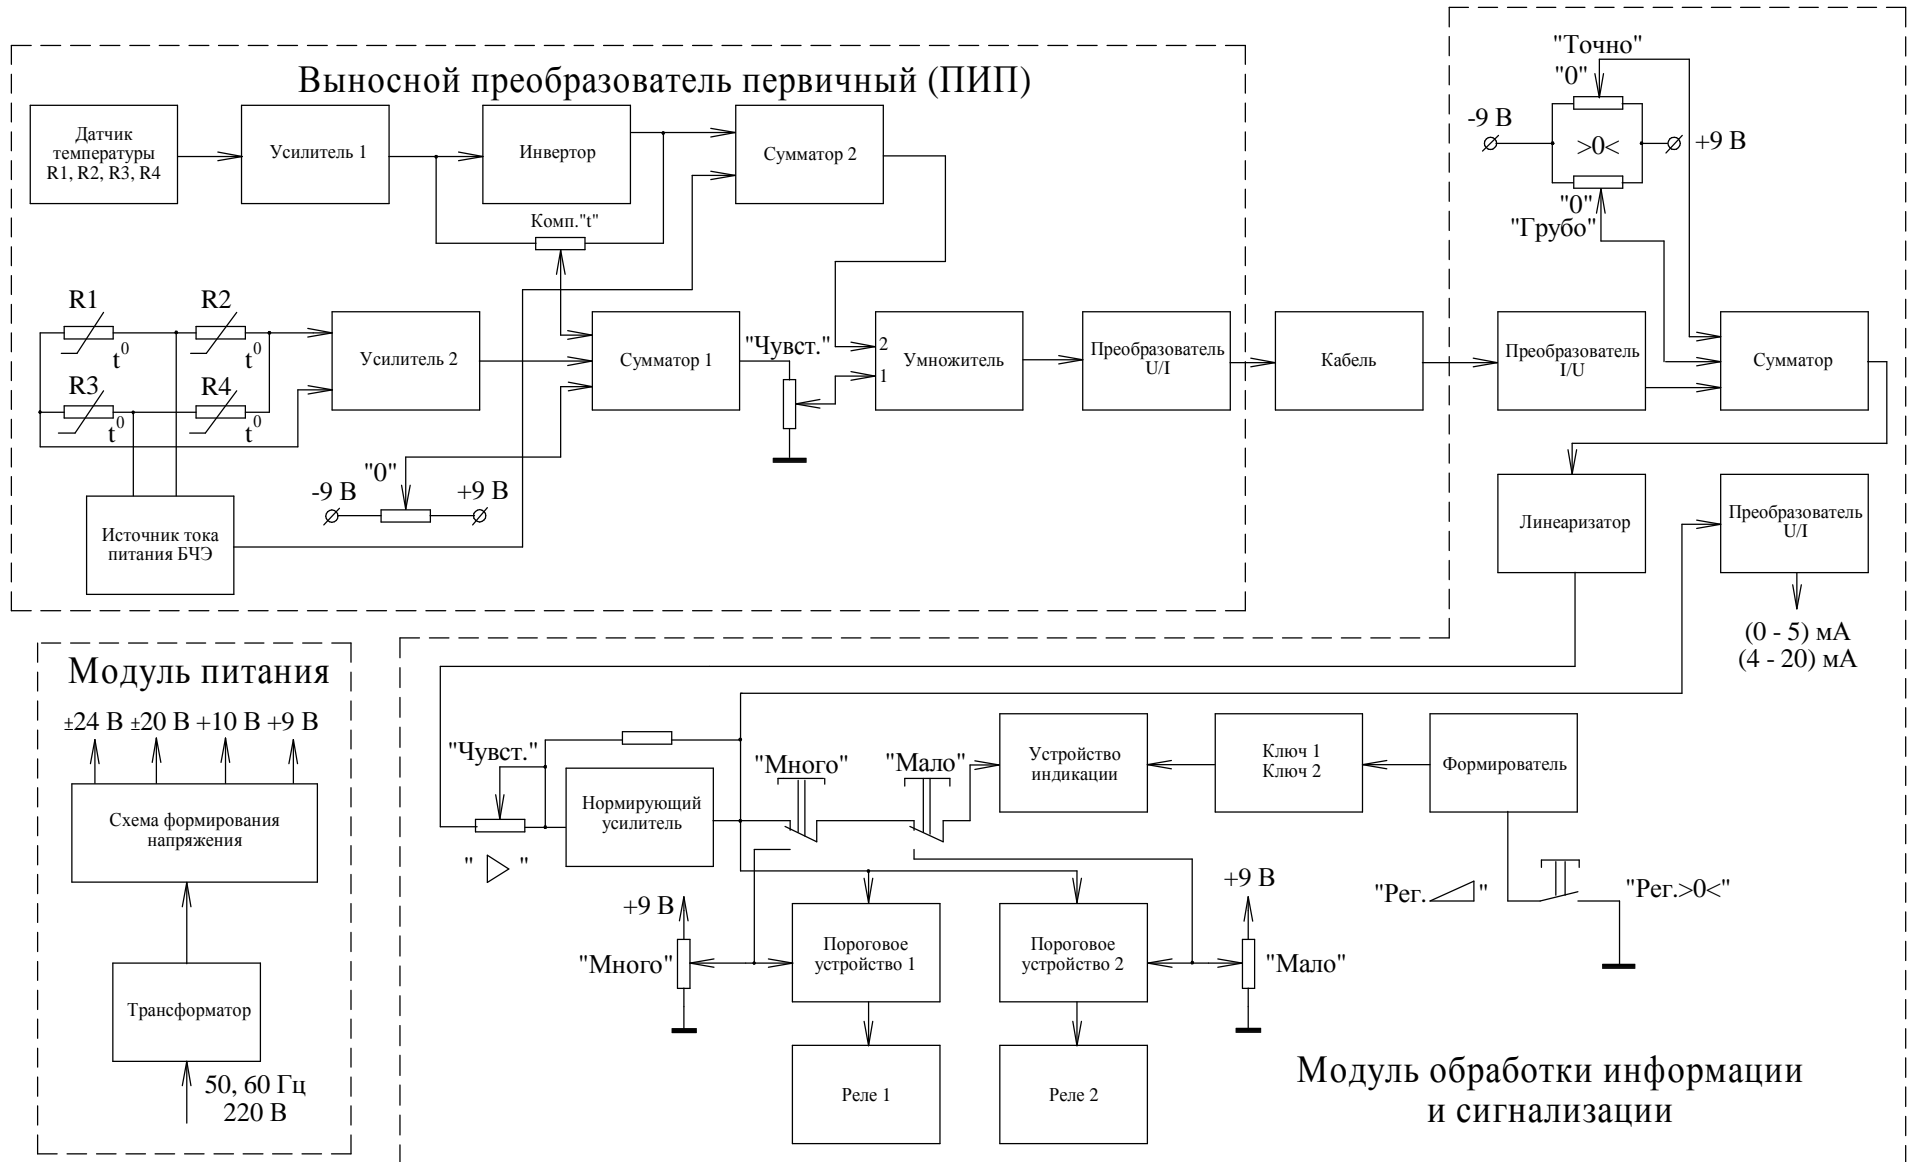 Выносной преобразователь первичный (ПИП)
Датчик
температуры
R1, R2, R3, R4
Усилитель 1
Инвертор
Сумматор 2
Комп."t"
R1
t⁰
R2
t⁰
R3
t⁰
R4
t⁰
Усилитель 2
Сумматор 1
"Чувст."
2
1
Умножитель
Преобразователь
U/I
Кабель
"0"
-9 В
+9 В
Источник тока
питания БЧЭ
"Точно"
"0"
-9 В
>0<
+9 В
"0"
"Грубо"
Преобразователь
I/U
Сумматор
Линеаризатор
Преобразователь
U/I
(0 - 5) мА
(4 - 20) мА
Модуль питания
±24 В ±20 В +10 В +9 В
Схема формирования
напряжения
Трансформатор
50, 60 Гц
220 В
"Чувст."
" ▷ "
Нормирующий
усилитель
"Много"
"Мало"
Устройство
индикации
Ключ 1
Ключ 2
Формирователь
"Рег. ◿"
"Рег.>0<"
+9 В
"Много"
Пороговое
устройство 1
Пороговое
устройство 2
+9 В
"Мало"
Реле 1
Реле 2
Модуль обработки информации
и сигнализации